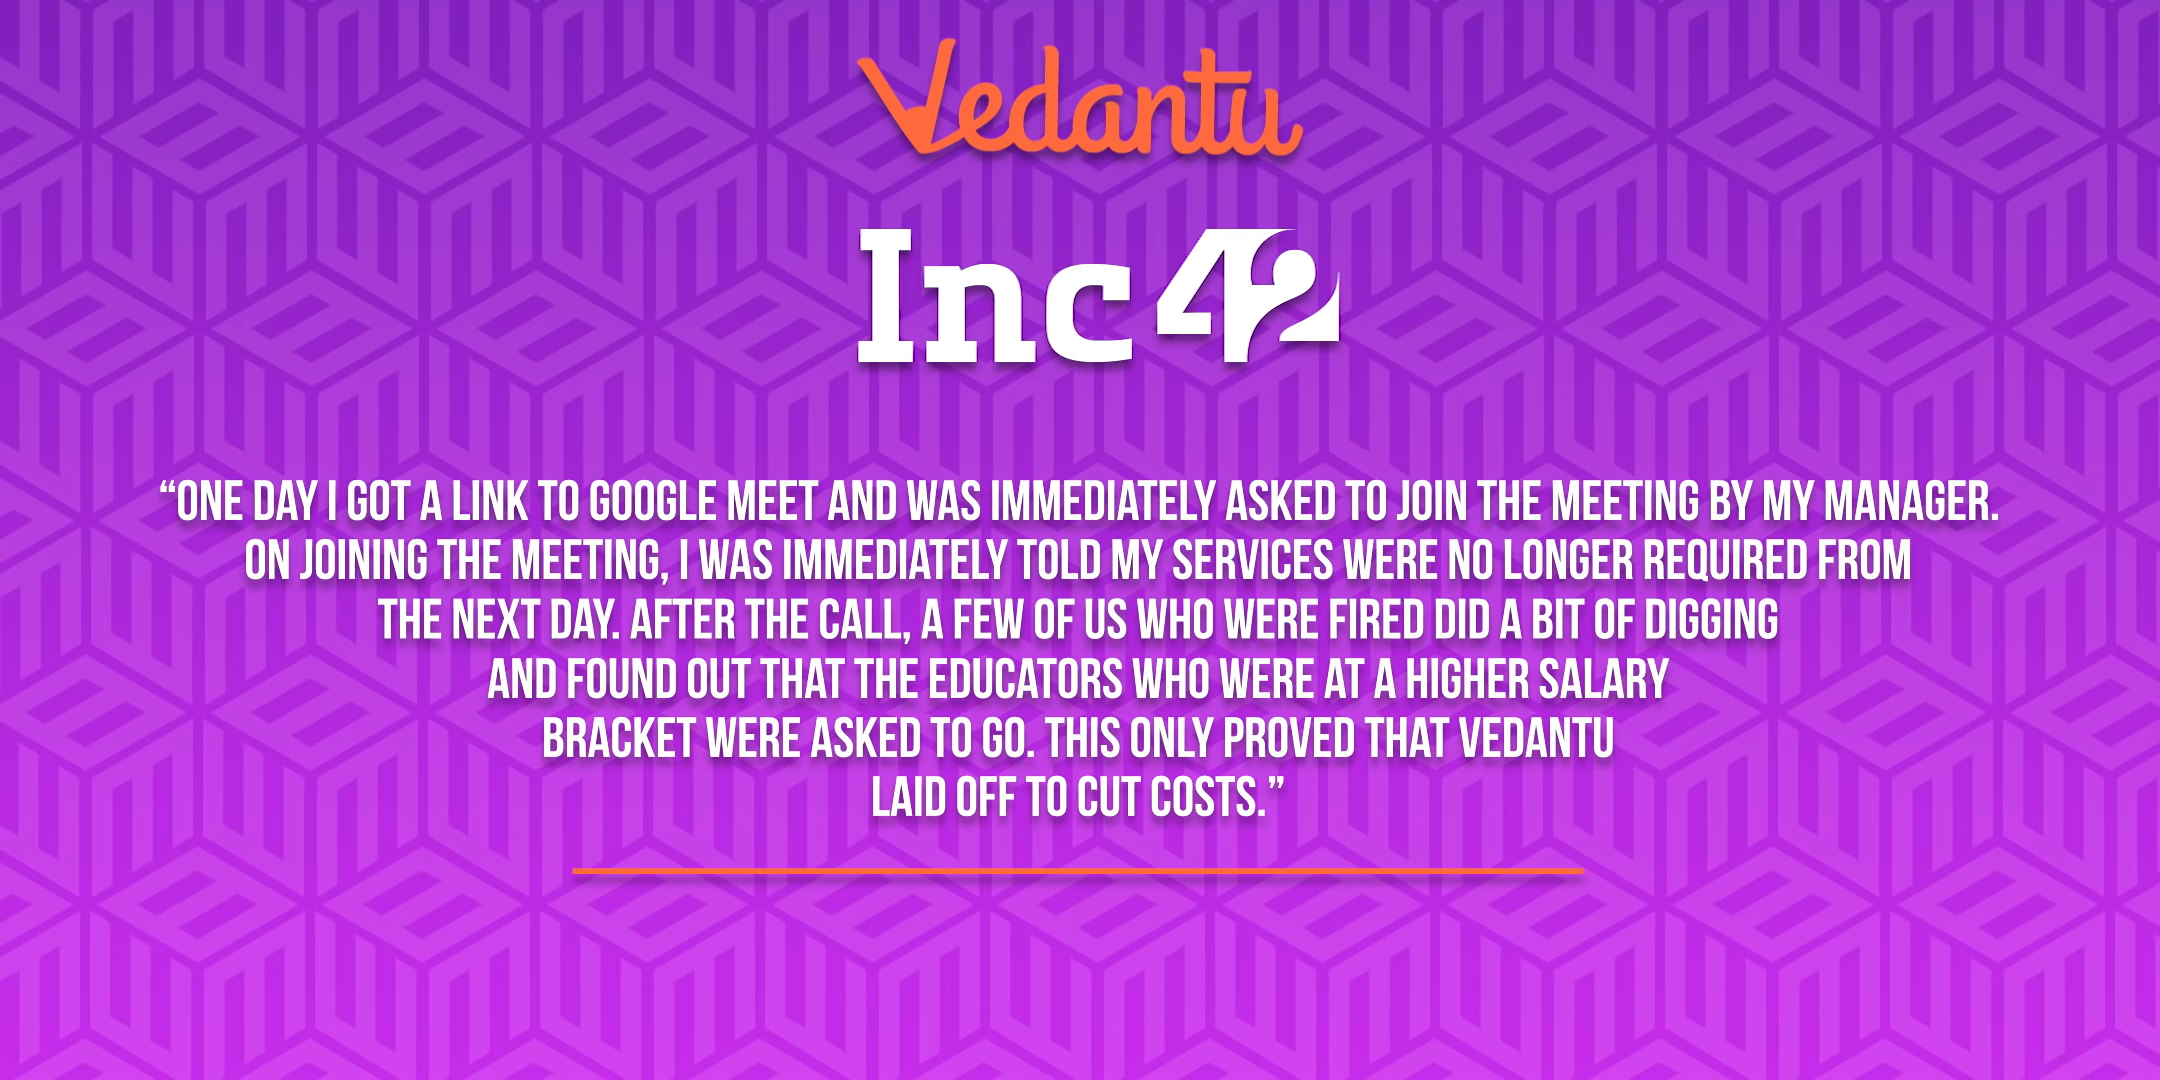 Vedantu
Inc42
“ONE DAY I GOT A LINK TO GOOGLE MEET AND WAS IMMEDIATELY ASKED TO JOIN THE MEETING BY MY MANAGER.
ON JOINING THE MEETING, I WAS IMMEDIATELY TOLD MY SERVICES WERE NO LONGER REQUIRED FROM
THE NEXT DAY. AFTER THE CALL, A FEW OF US WHO WERE FIRED DID A BIT OF DIGGING
AND FOUND OUT THAT THE EDUCATORS WHO WERE AT A HIGHER SALARY
BRACKET WERE ASKED TO GO. THIS ONLY PROVED THAT VEDANTU
LAID OFF TO CUT COSTS.”